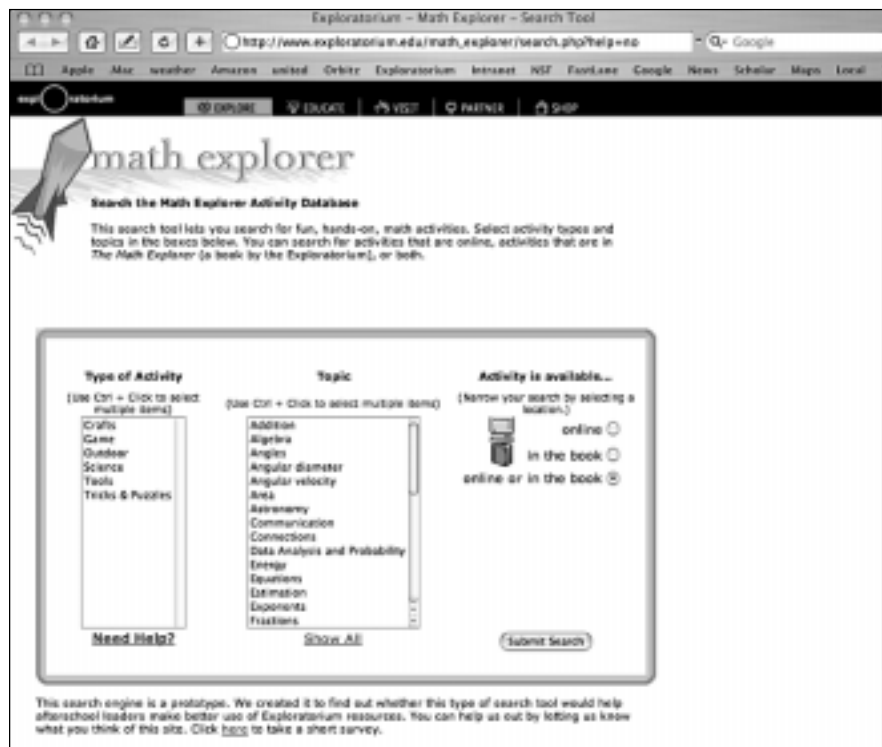 Exploratorium – Math Explorer – Search Tool
http://www.exploratorium.edu/math_explorer/search.php?help=no
Google
Apple Mac weather Amazon united Orbitz Exploratorium Intranet NSF FastLane Google News Scholar Maps Local
exploratorium
EXPLORE EDUCATE VISIT PARTNER SHOP
math explorer
Search the Math Explorer Activity Database
This search tool lets you search for fun, hands-on, math activities. Select activity types and
topics in the boxes below. You can search for activities that are online, activities that are in
The Math Explorer (a book by the Exploratorium), or both.
Type of Activity
(Use Ctrl + Click to select
multiple items)
Crafts
Game
Outdoor
Science
Tools
Tricks & Puzzles
Need Help?
Topic
(Use Ctrl + Click to select multiple items)
Addition
Algebra
Angles
Angular diameter
Angular velocity
Area
Astronomy
Communication
Connections
Data Analysis and Probability
Energy
Equations
Estimation
Exponents
Fractions
Show All
Activity is available...
(Narrow your search by selecting a
location.)
online
in the book
online or in the book
Submit Search
This search engine is a prototype. We created it to find out whether this type of search tool would help
afterschool leaders make better use of Exploratorium resources. You can help us out by letting us know
what you think of this site. Click here to take a short survey.